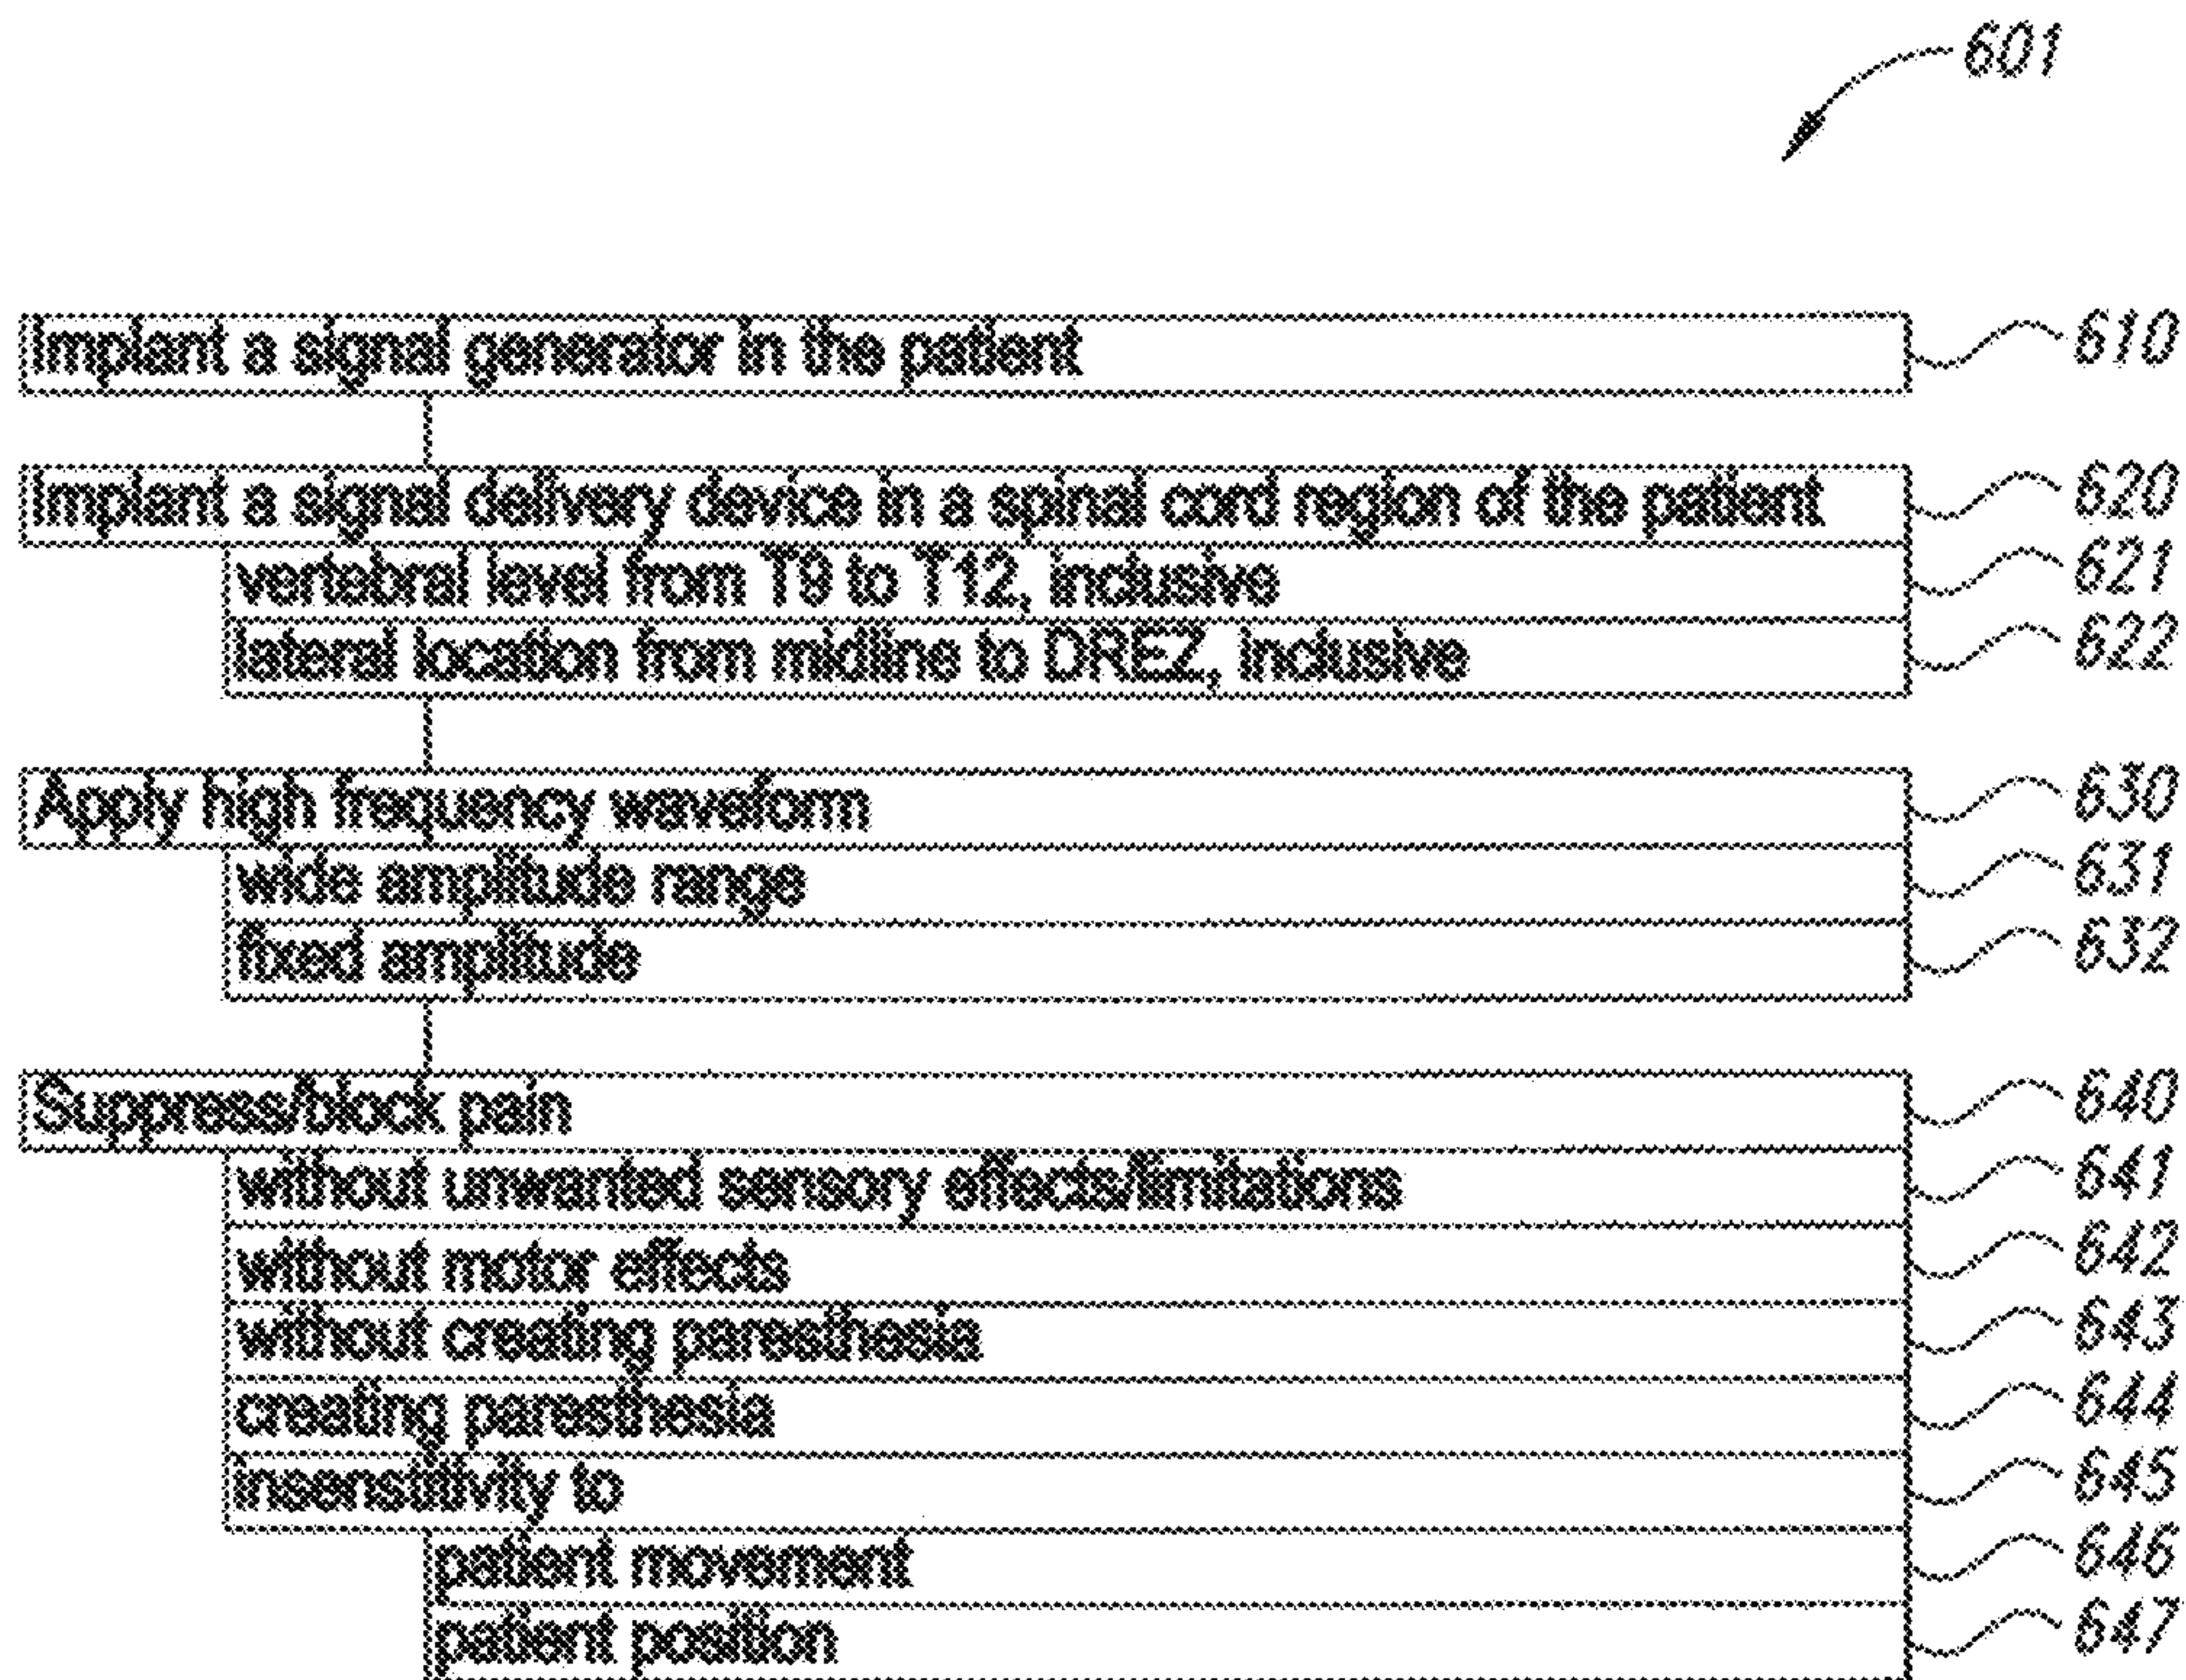 601
Implant a signal generator in the patient 610
Implant a signal delivery device in a spinal cord region of the patient 620
vertebral level from T9 to T12, inclusive 621
lateral location from midline to DREZ, inclusive 622
Apply high frequency waveform 630
wide amplitude range 631
fixed amplitude 632
Suppress/block pain 640
without unwanted sensory effects/limitations 641
without motor effects 642
without creating paresthesia 643
creating paresthesia 644
insenstitivity to 645
patient movement 646
patient position 647